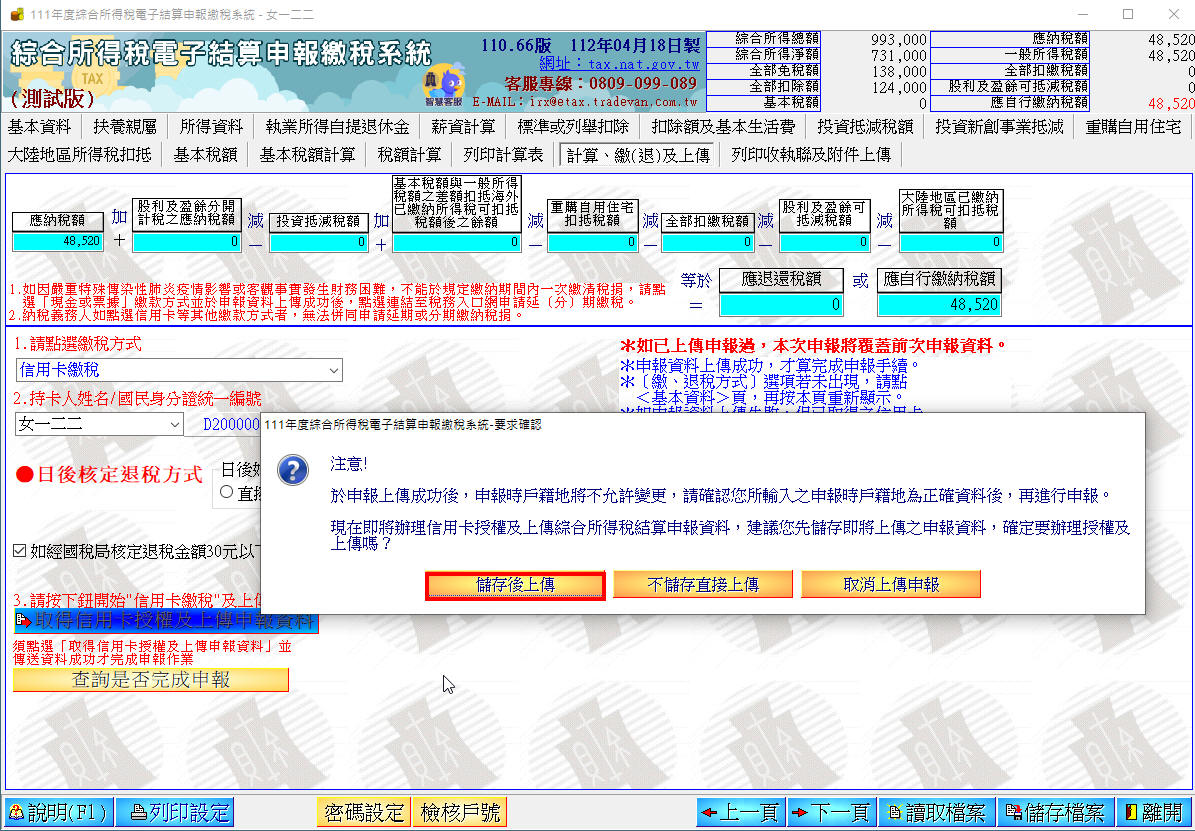 111年度綜合所得稅電子結算申報繳稅系統 - 女一二二
綜合所得稅電子結算申報繳稅系統
TAX
(測試版)
110.66版 112年04月18日製
網址：tax.nat.gov.tw
客服專線：0809-099-089
E-MAIL：irx@etax.tradevan.com.tw
智慧客服
綜合所得總額 993,000 應納稅額 48,520
綜合所得淨額 731,000 一般所得稅額 48,520
全部免稅額 138,000 全部扣繳稅額 0
全部扣除額 124,000 股利及盈餘可抵減稅額 0
基本稅額 0 應自行繳納稅額 48,520
基本資料 扶養親屬 所得資料 執業所得自提退休金 薪資計算 標準或列舉扣除 扣除額及基本生活費 投資抵減稅額 投資新創事業抵減 重購自用住宅
大陸地區所得稅扣抵 基本稅額 基本稅額計算 稅額計算 列印計算表 計算、繳(退)及上傳 列印收執聯及附件上傳
應納稅額
48,520
加
+
股利及盈餘分開
計稅之應納稅額
0
減
—
投資抵減稅額
0
加
+
基本稅額與一般所得
稅額之差額扣抵海外
已繳納所得稅可扣抵
稅額後之餘額
0
減
—
重購自用住宅
扣抵稅額
0
減
—
全部扣繳稅額
0
減
—
股利及盈餘可
抵減稅額
0
減
—
大陸地區已繳納
所得稅可扣抵稅
額
0
1.如因嚴重特殊傳染性肺炎疫情影響或客觀事實發生財務困難，不能於規定繳納期間內一次繳清稅捐，請點
選「現金或票據」繳款方式並於申報資料上傳成功後，點選連結至稅務入口網申請延（分）期繳稅。
2.納稅義務人如點選信用卡等其他繳款方式者，無法併同申請延期或分期繳納稅捐。
等於
=
應退還稅額
0
或
應自行繳納稅額
48,520
1.請點選繳稅方式
信用卡繳稅
2.持卡人姓名/國民身分證統一編號
女一二二 D200000
＊如已上傳申報過，本次申報將覆蓋前次申報資料。
＊申報資料上傳成功，才算完成申報手續。
＊〔繳、退稅方式〕選項若未出現，請點
＜基本資料＞頁，再按本頁重新顯示。
＊如申報資料上傳失敗，但已取得之信用卡
●日後核定退稅方式
日後如
直接
如經國稅局核定退稅金額30元以下
3.請按下鈕開始"信用卡繳稅"及上傳
取得信用卡授權及上傳申報資料
須點選「取得信用卡授權及上傳申報資料」並
傳送資料成功才完成申報作業
查詢是否完成申報
111年度綜合所得稅電子結算申報繳稅系統-要求確認
注意!
於申報上傳成功後，申報時戶籍地將不允許變更，請確認您所輸入之申報時戶籍地為正確資料後，再進行申報。
現在即將辦理信用卡授權及上傳綜合所得稅結算申報資料，建議您先儲存即將上傳之申報資料，確定要辦理授權及
上傳嗎？
儲存後上傳 不儲存直接上傳 取消上傳申報
說明(F1) 列印設定 密碼設定 檢核戶號 上一頁 下一頁 讀取檔案 儲存檔案 離開